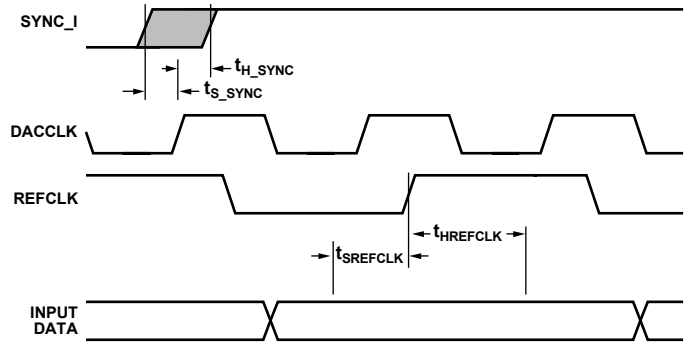 SYNC_I
tH_SYNC
tS_SYNC
DACCLK
REFCLK
tHREFCLK
tSREFCLK
INPUT
DATA